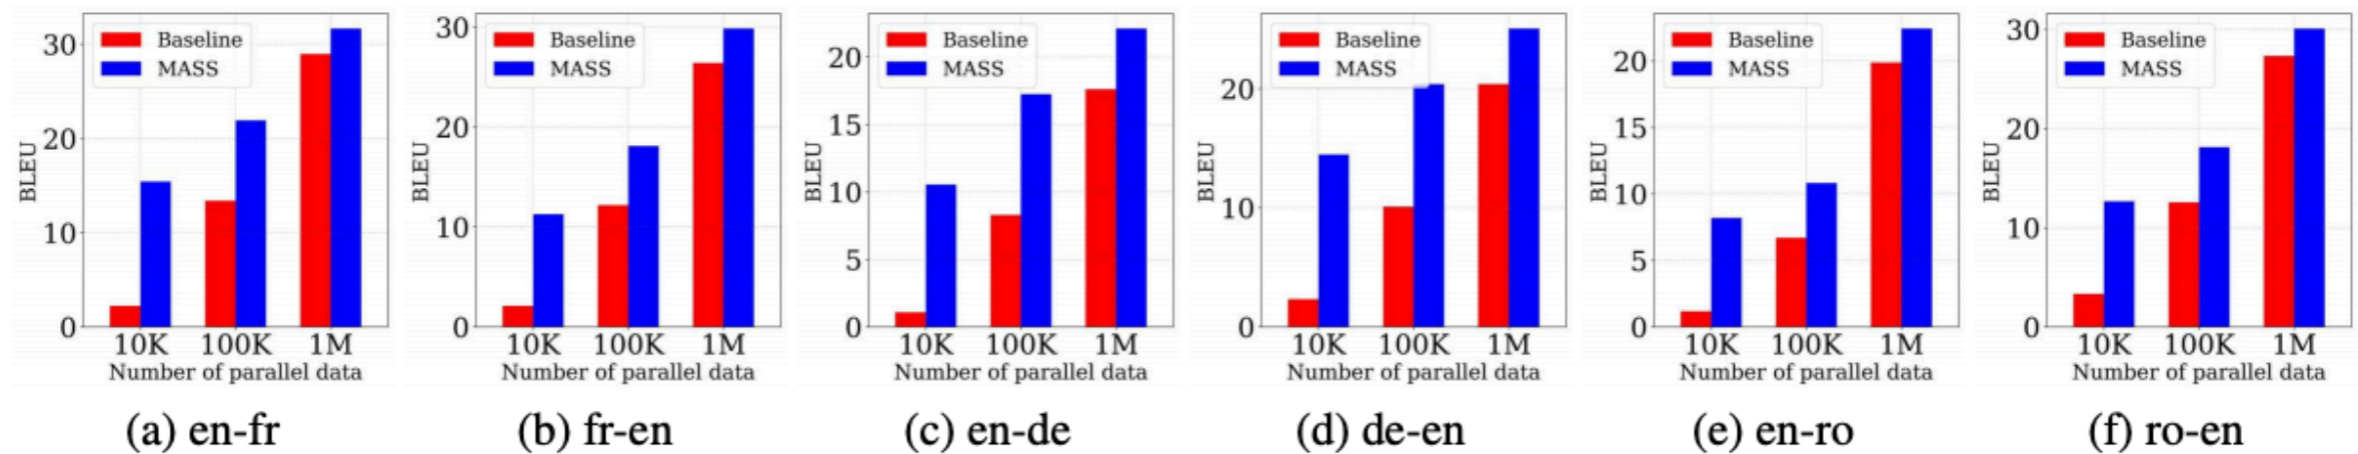 BLEU
30
20
10
0
Baseline
MASS
10K 100K 1M
Number of parallel data
(a) en-fr
BLEU
30
20
10
0
Baseline
MASS
10K 100K 1M
Number of parallel data
(b) fr-en
BLEU
20
15
10
5
0
Baseline
MASS
10K 100K 1M
Number of parallel data
(c) en-de
BLEU
20
10
0
Baseline
MASS
10K 100K 1M
Number of parallel data
(d) de-en
BLEU
20
15
10
5
0
Baseline
MASS
10K 100K 1M
Number of parallel data
(e) en-ro
BLEU
30
20
10
0
Baseline
MASS
10K 100K 1M
Number of parallel data
(f) ro-en